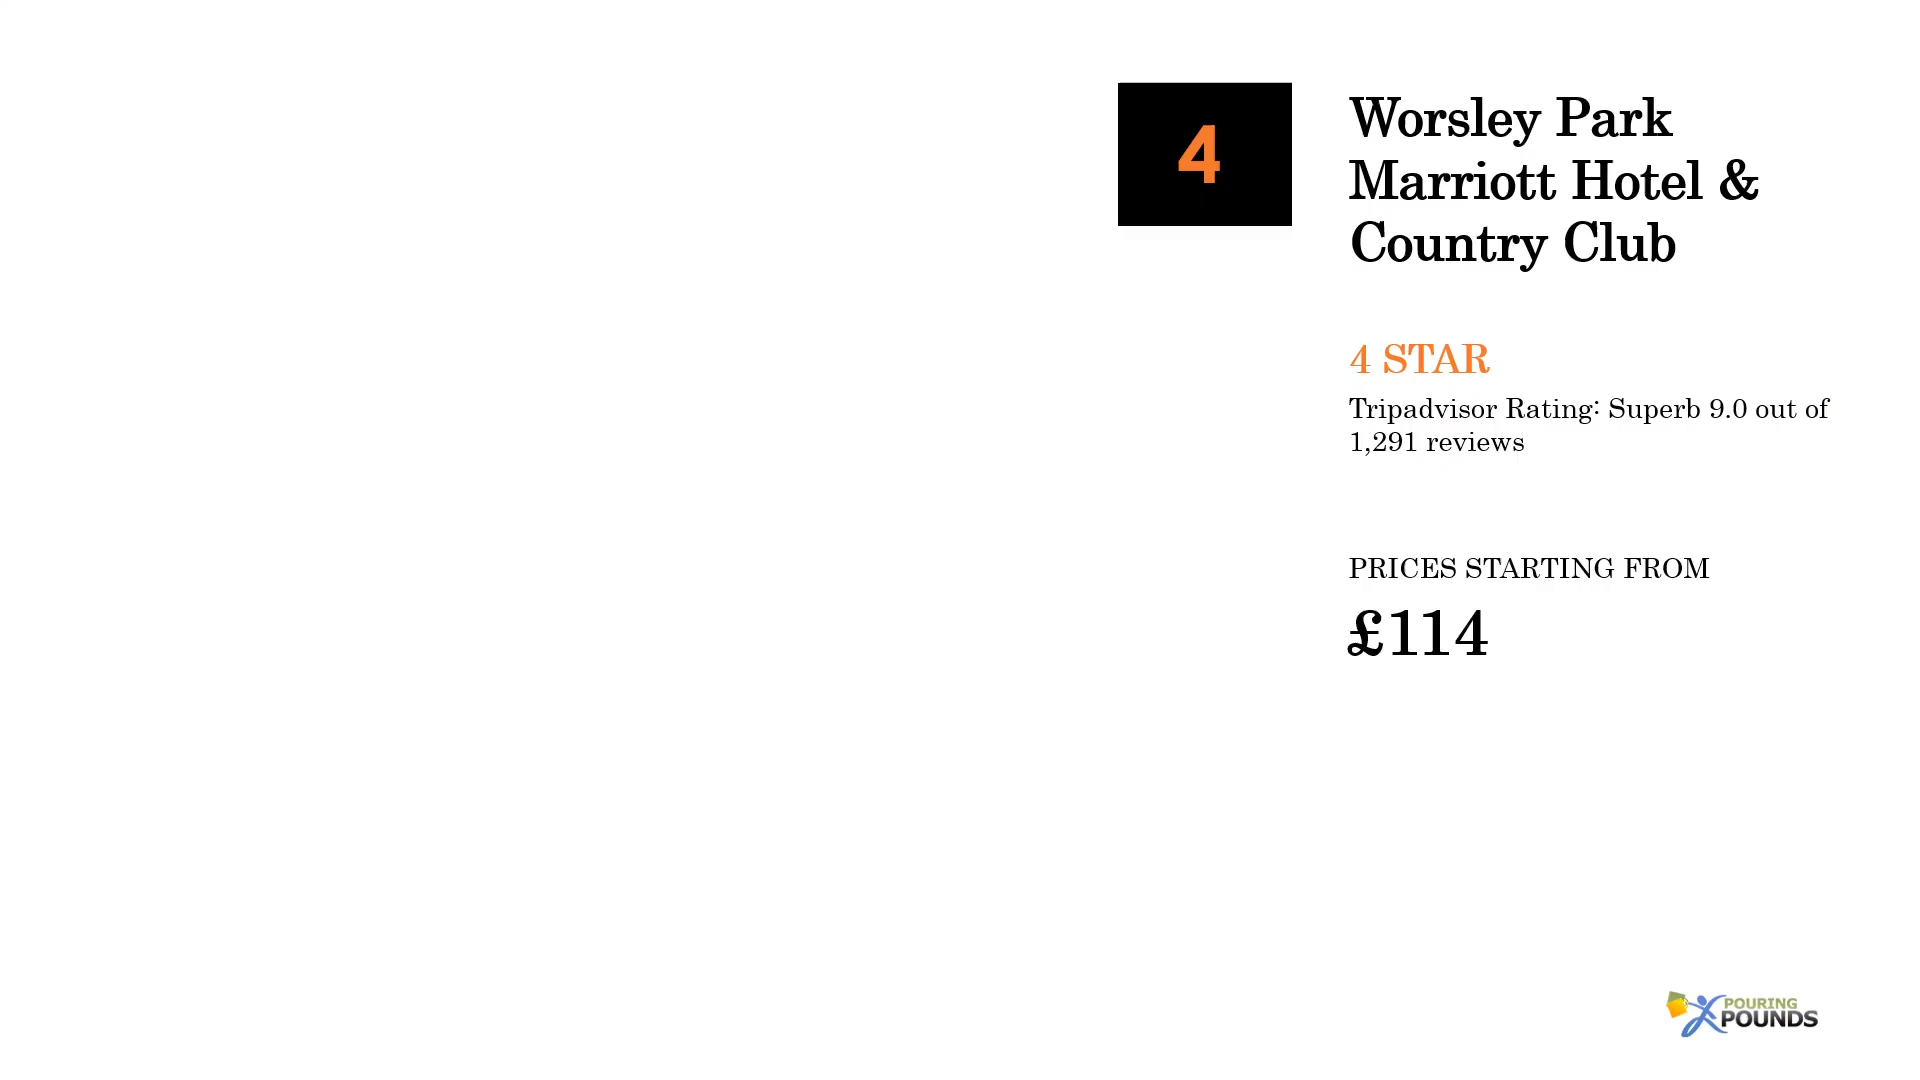 4
Worsley Park
Marriott Hotel &
Country Club
4 STAR
Tripadvisor Rating: Superb 9.0 out of
1,291 reviews
PRICES STARTING FROM
£114
POURING
POUNDS